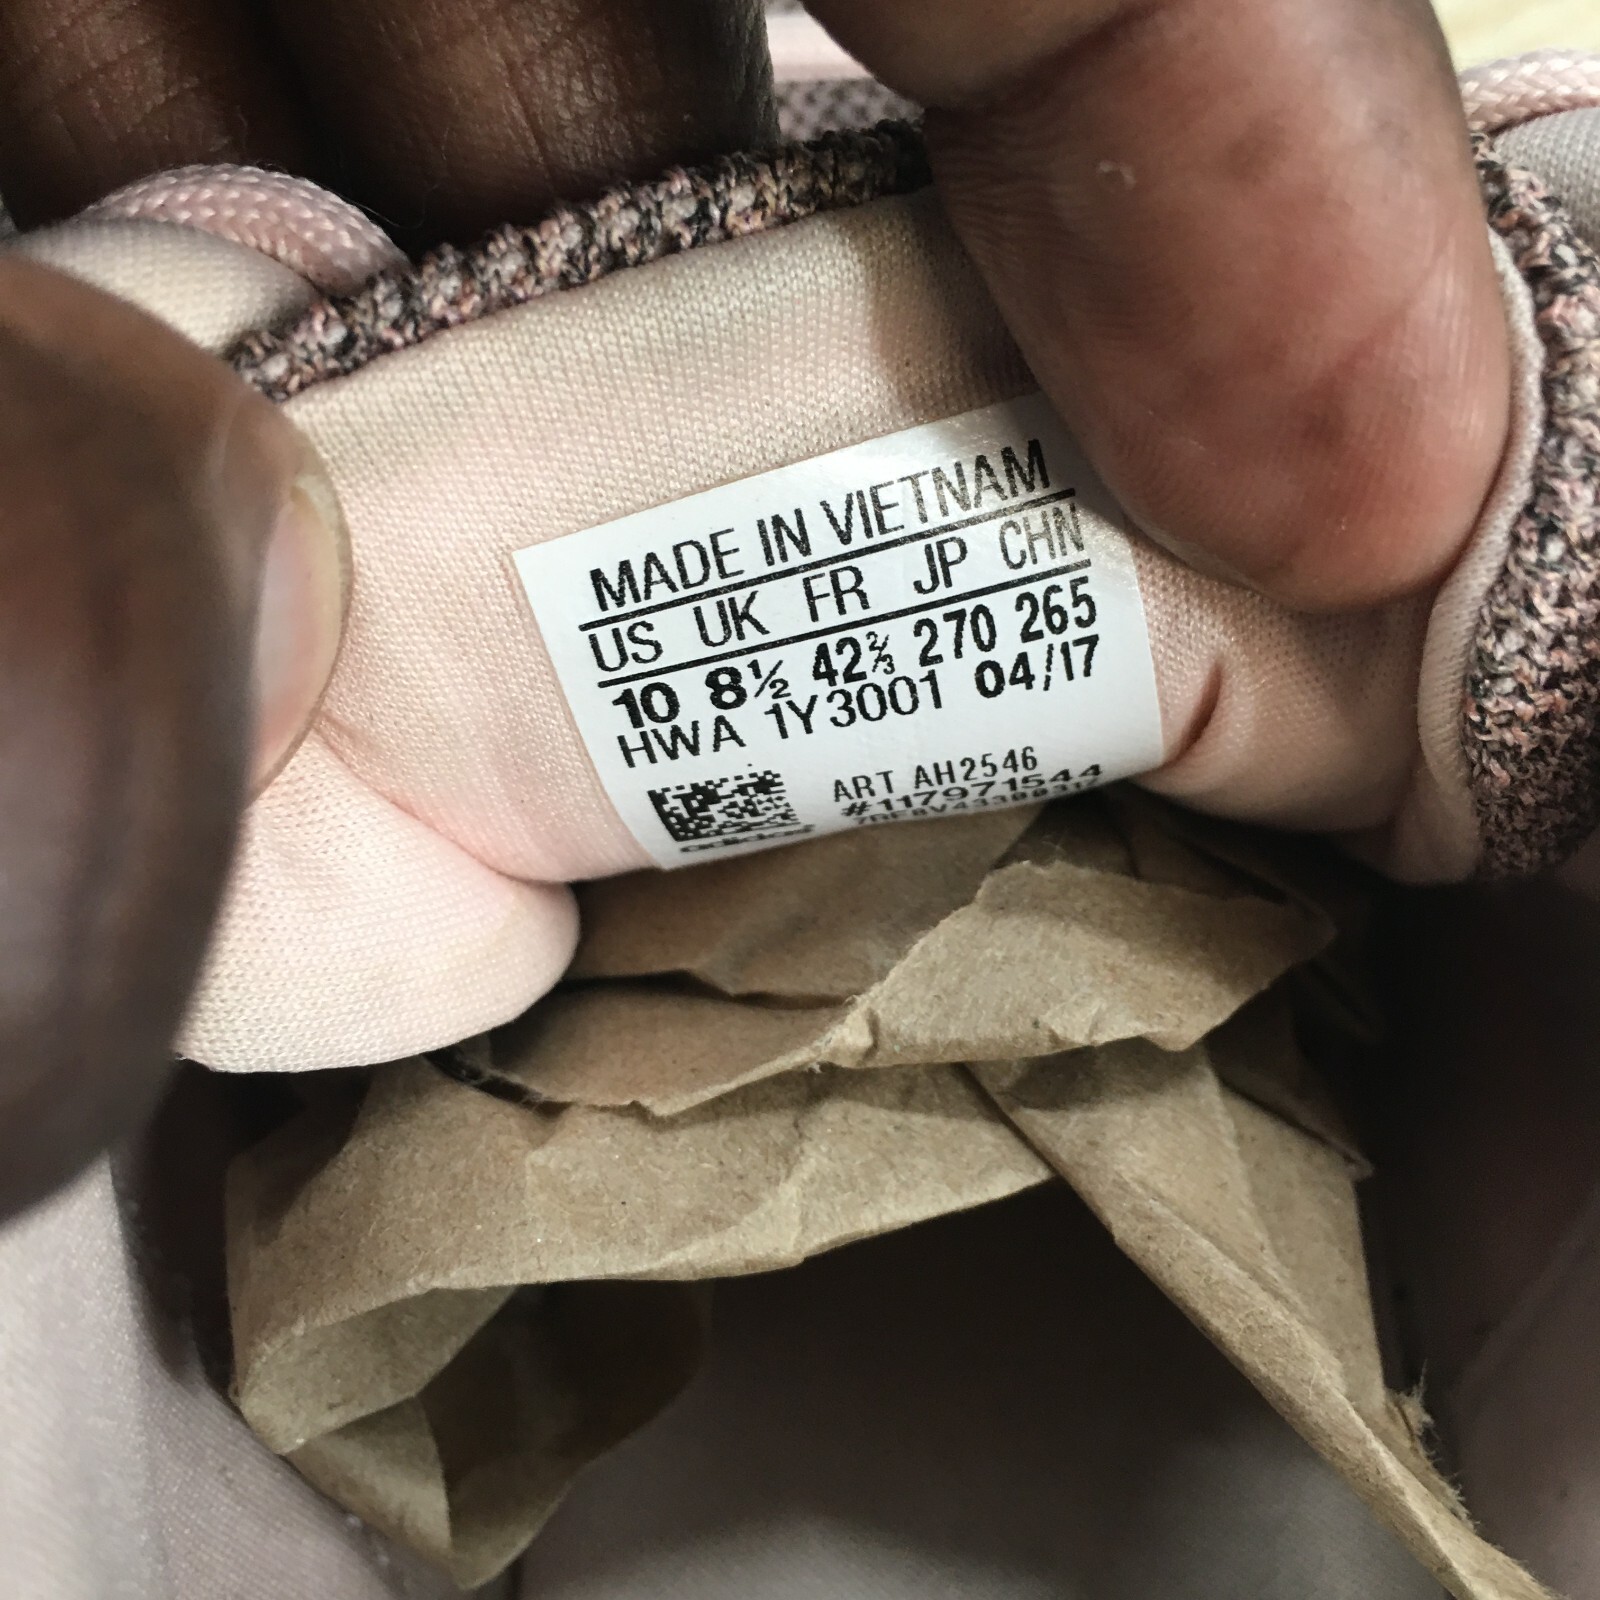 MADE IN VIETNAM
US UK FR JP CHN
10 8½ 42⅔ 270 265
HWA 1Y3001 04/17
ART AH2546
#117971544
adidas